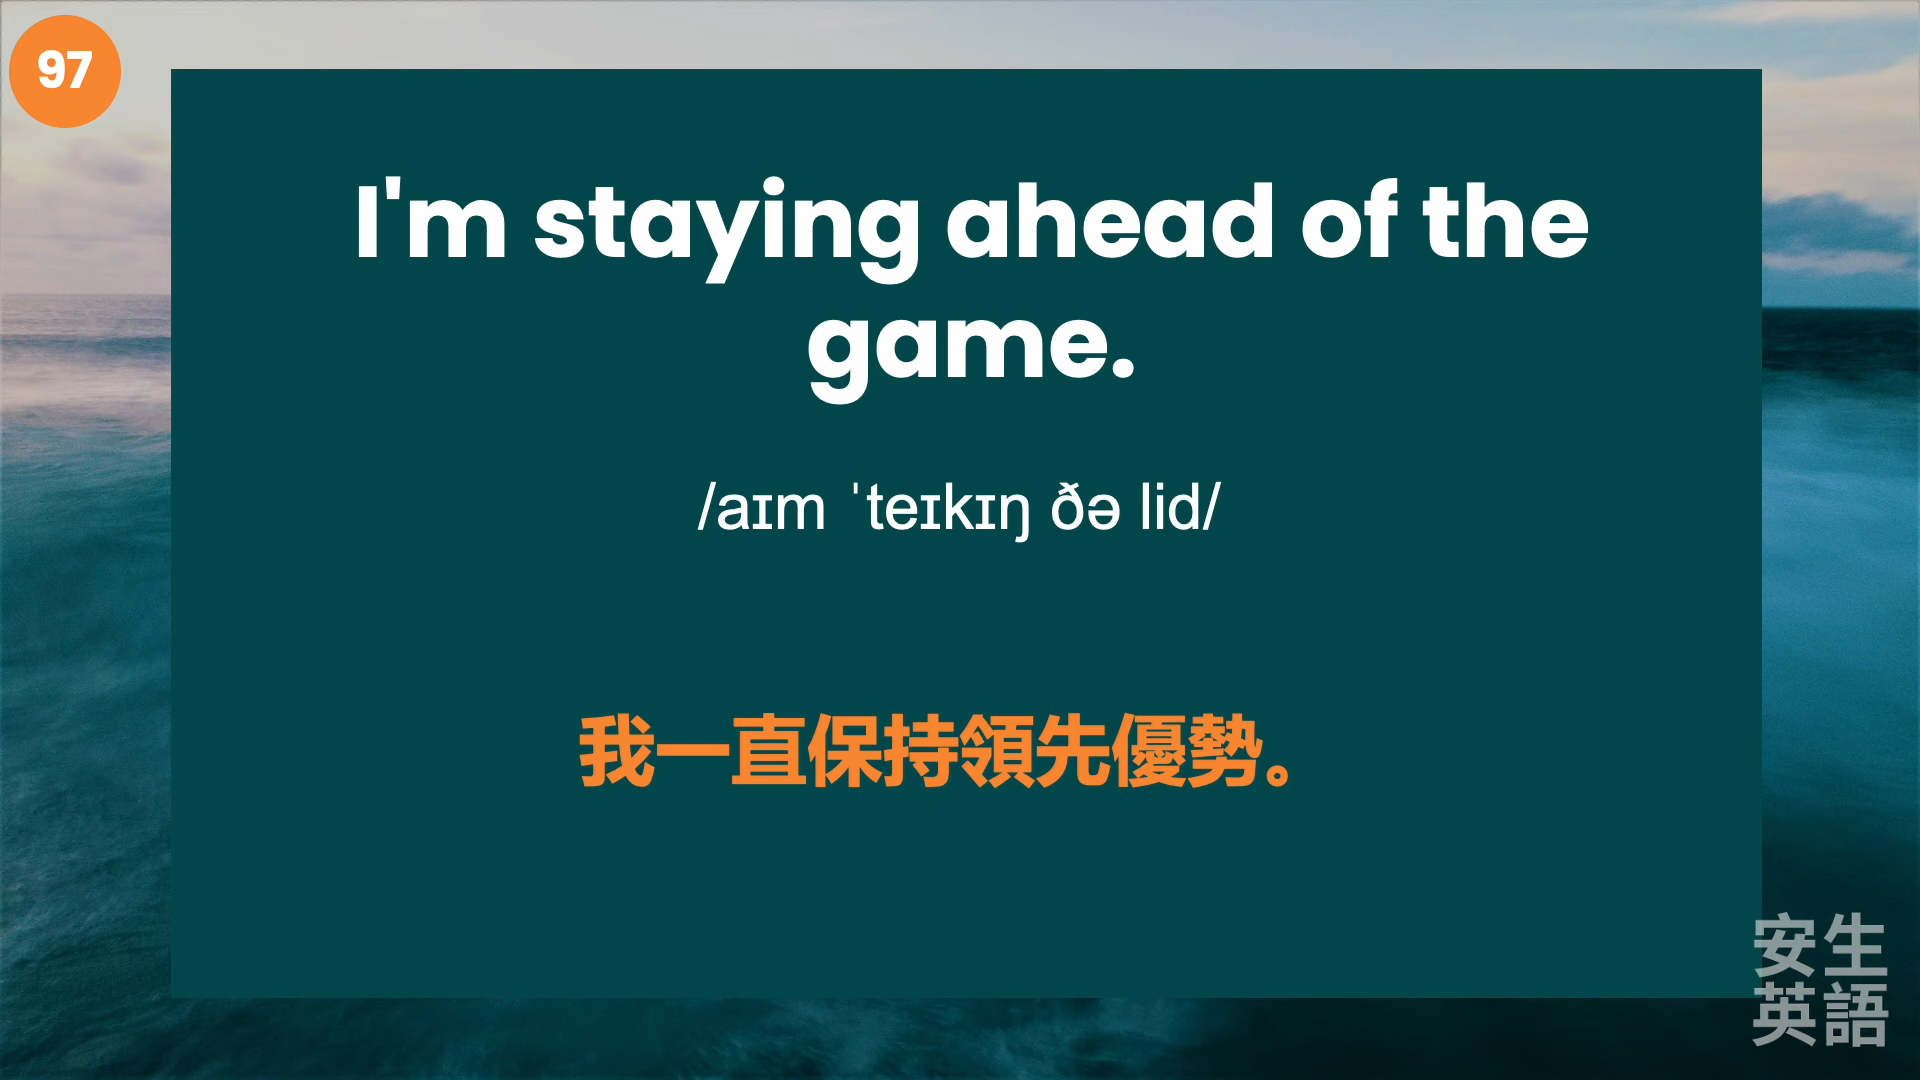 97
I'm staying ahead of the
game.
/aɪm ˈteɪkɪŋ ðə lid/
我一直保持領先優勢。
安生
英語